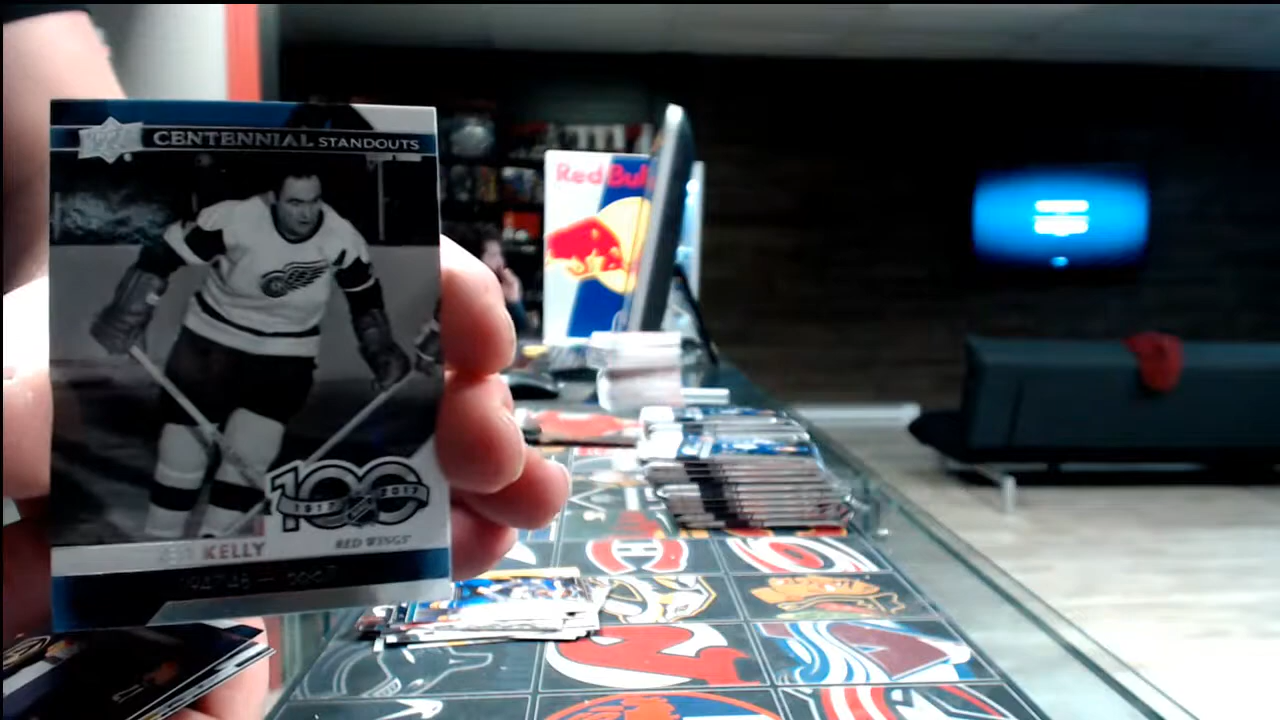 CENTENNIAL STANDOUTS
Red Bull
100
1917 2017
KELLY
RED WINGS